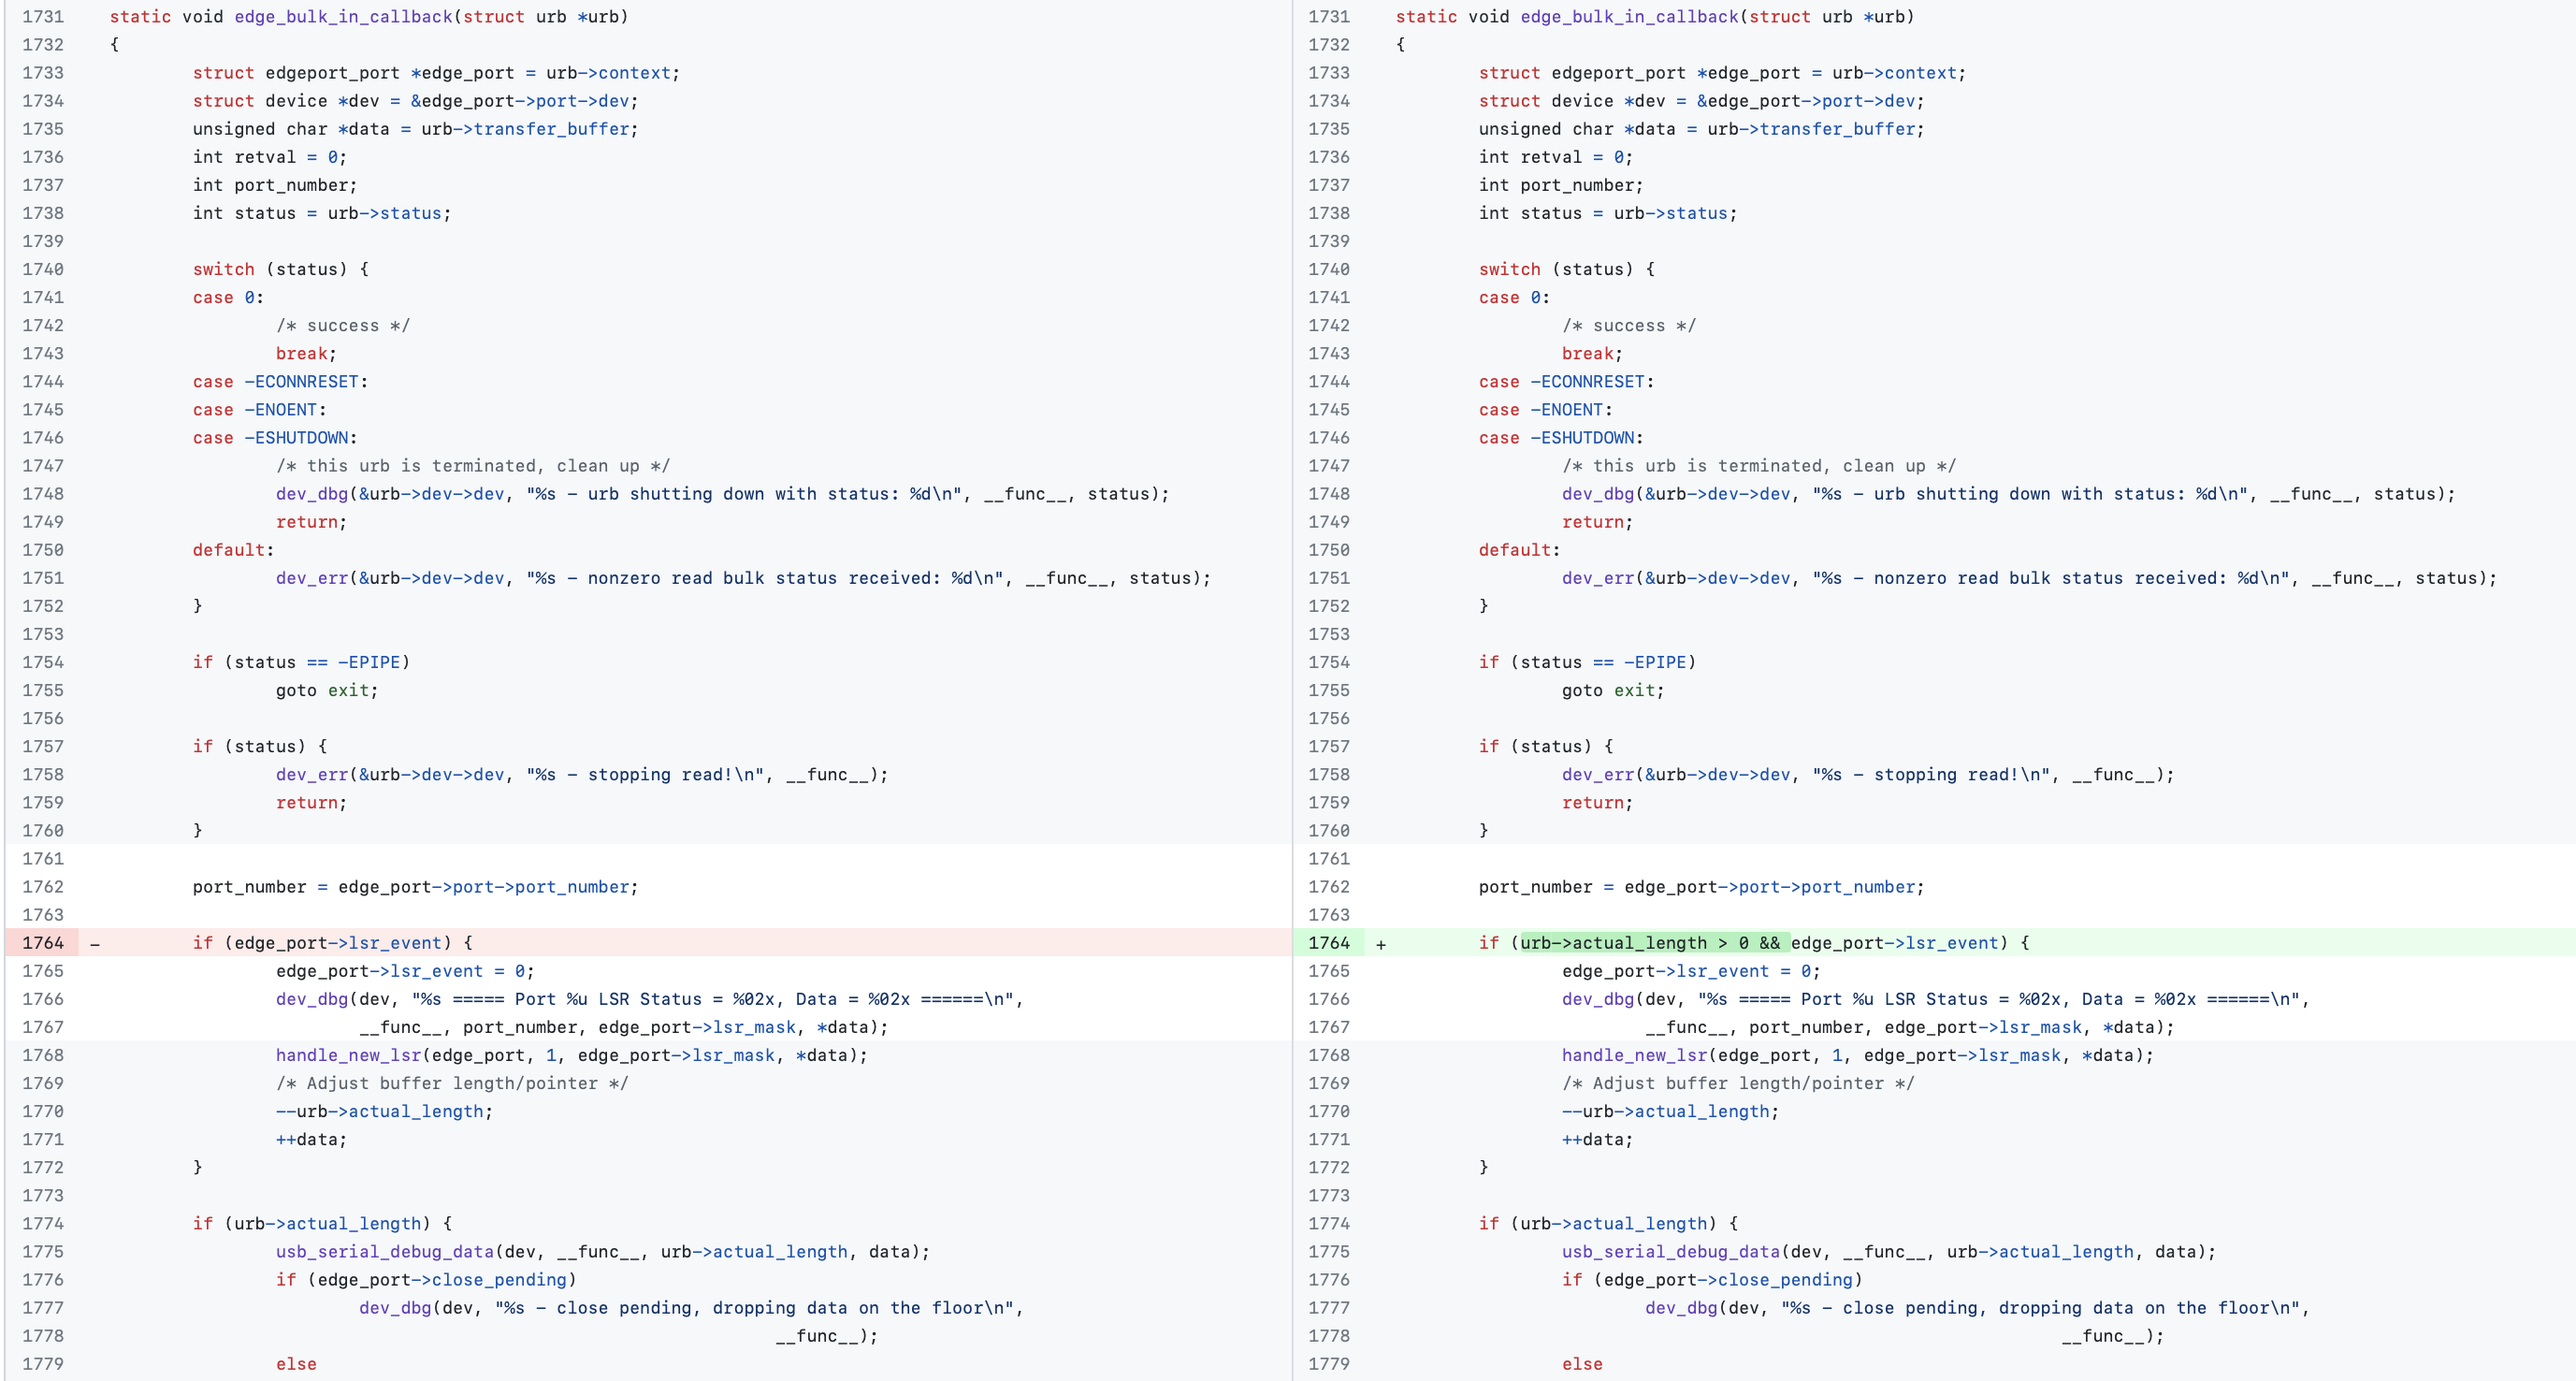 1731 static void edge_bulk_in_callback(struct urb *urb)
1732 {
1733 struct edgeport_port *edge_port = urb->context;
1734 struct device *dev = &edge_port->port->dev;
1735 unsigned char *data = urb->transfer_buffer;
1736 int retval = 0;
1737 int port_number;
1738 int status = urb->status;
1739
1740 switch (status) {
1741 case 0:
1742 /* success */
1743 break;
1744 case -ECONNRESET:
1745 case -ENOENT:
1746 case -ESHUTDOWN:
1747 /* this urb is terminated, clean up */
1748 dev_dbg(&urb->dev->dev, "%s - urb shutting down with status: %d\n", __func__, status);
1749 return;
1750 default:
1751 dev_err(&urb->dev->dev, "%s - nonzero read bulk status received: %d\n", __func__, status);
1752 }
1753
1754 if (status == -EPIPE)
1755 goto exit;
1756
1757 if (status) {
1758 dev_err(&urb->dev->dev, "%s - stopping read!\n", __func__);
1759 return;
1760 }
1761
1762 port_number = edge_port->port->port_number;
1763
1764 - if (edge_port->lsr_event) {
1765 edge_port->lsr_event = 0;
1766 dev_dbg(dev, "%s ===== Port %u LSR Status = %02x, Data = %02x ======\n",
1767 __func__, port_number, edge_port->lsr_mask, *data);
1768 handle_new_lsr(edge_port, 1, edge_port->lsr_mask, *data);
1769 /* Adjust buffer length/pointer */
1770 --urb->actual_length;
1771 ++data;
1772 }
1773
1774 if (urb->actual_length) {
1775 usb_serial_debug_data(dev, __func__, urb->actual_length, data);
1776 if (edge_port->close_pending)
1777 dev_dbg(dev, "%s - close pending, dropping data on the floor\n",
1778 __func__);
1779 else
1731 static void edge_bulk_in_callback(struct urb *urb)
1732 {
1733 struct edgeport_port *edge_port = urb->context;
1734 struct device *dev = &edge_port->port->dev;
1735 unsigned char *data = urb->transfer_buffer;
1736 int retval = 0;
1737 int port_number;
1738 int status = urb->status;
1739
1740 switch (status) {
1741 case 0:
1742 /* success */
1743 break;
1744 case -ECONNRESET:
1745 case -ENOENT:
1746 case -ESHUTDOWN:
1747 /* this urb is terminated, clean up */
1748 dev_dbg(&urb->dev->dev, "%s - urb shutting down with status: %d\n", __func__, status);
1749 return;
1750 default:
1751 dev_err(&urb->dev->dev, "%s - nonzero read bulk status received: %d\n", __func__, status);
1752 }
1753
1754 if (status == -EPIPE)
1755 goto exit;
1756
1757 if (status) {
1758 dev_err(&urb->dev->dev, "%s - stopping read!\n", __func__);
1759 return;
1760 }
1761
1762 port_number = edge_port->port->port_number;
1763
1764 + if (urb->actual_length > 0 && edge_port->lsr_event) {
1765 edge_port->lsr_event = 0;
1766 dev_dbg(dev, "%s ===== Port %u LSR Status = %02x, Data = %02x ======\n",
1767 __func__, port_number, edge_port->lsr_mask, *data);
1768 handle_new_lsr(edge_port, 1, edge_port->lsr_mask, *data);
1769 /* Adjust buffer length/pointer */
1770 --urb->actual_length;
1771 ++data;
1772 }
1773
1774 if (urb->actual_length) {
1775 usb_serial_debug_data(dev, __func__, urb->actual_length, data);
1776 if (edge_port->close_pending)
1777 dev_dbg(dev, "%s - close pending, dropping data on the floor\n",
1778 __func__);
1779 else